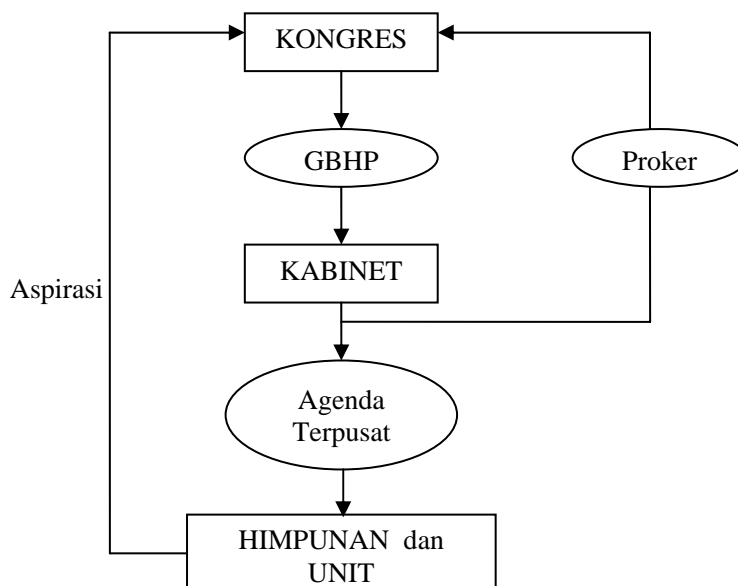 KONGRES
GBHP
Proker
KABINET
Aspirasi
Agenda
Terpusat
HIMPUNAN dan
UNIT